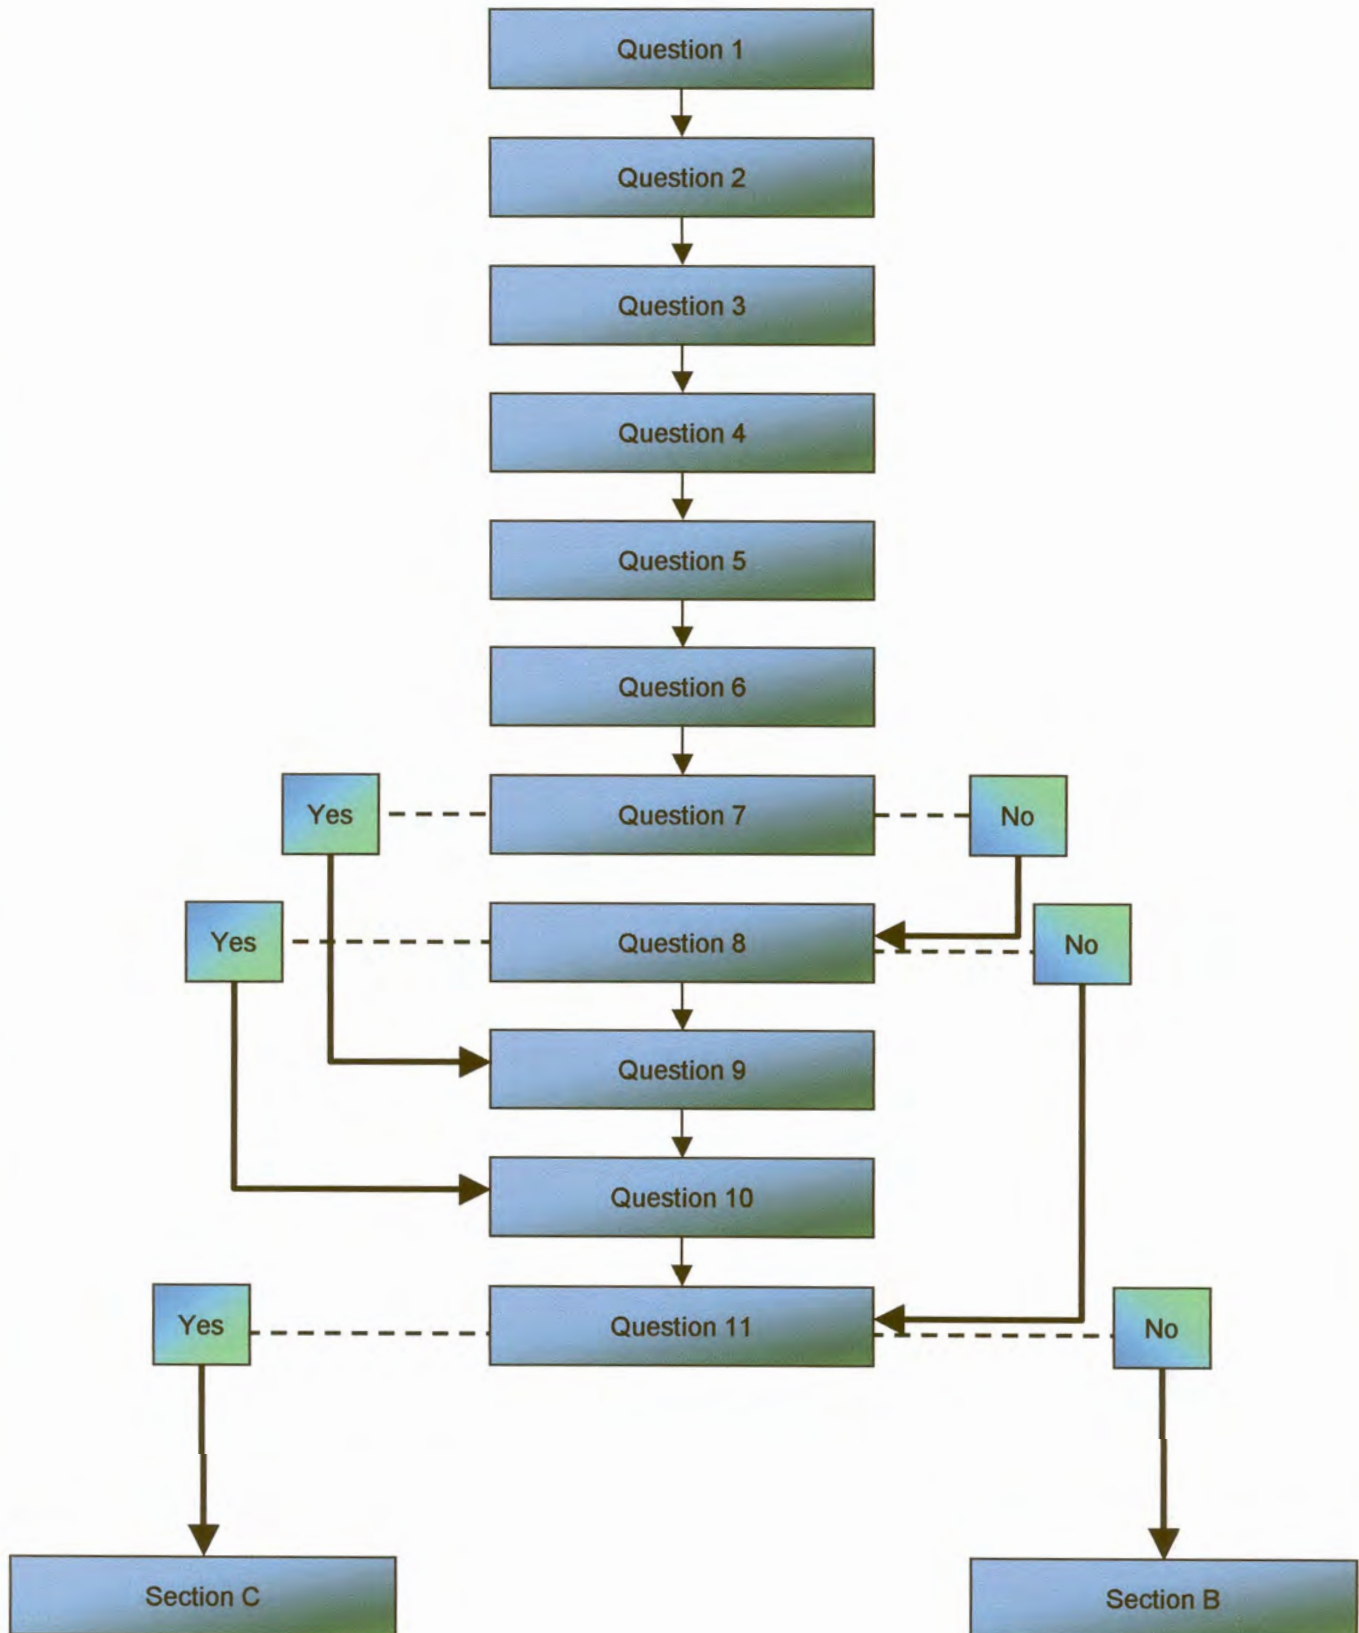 Question 1
Question 2
Question 3
Question 4
Question 5
Question 6
Yes
Question 7
No
Yes
Question 8
No
Question 9
Question 10
Yes
Question 11
No
Section C
Section B